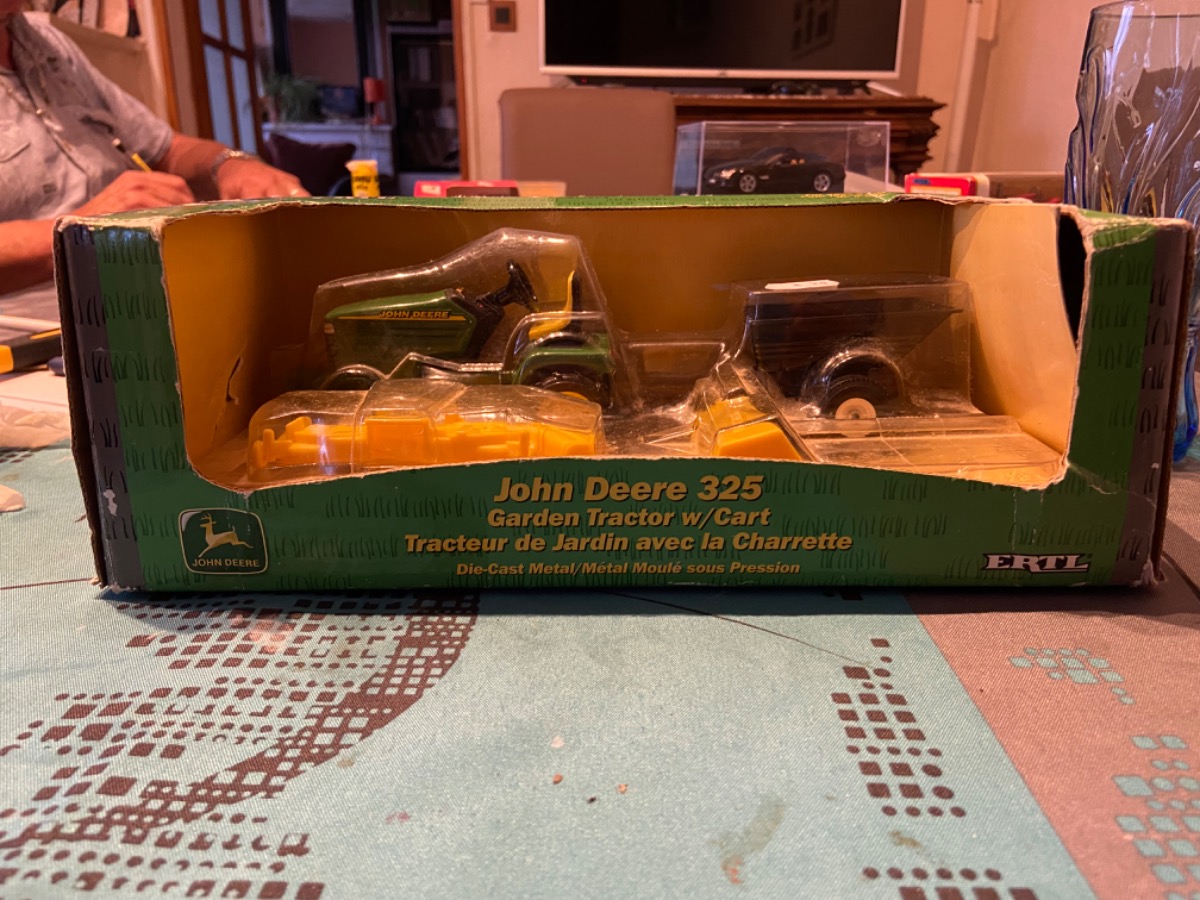 JOHN DEERE
John Deere 325
Garden Tractor w/Cart
Tracteur de Jardin avec la Charrette
Die-Cast Metal/Métal Moulé sous Pression
JOHN DEERE
ERTL